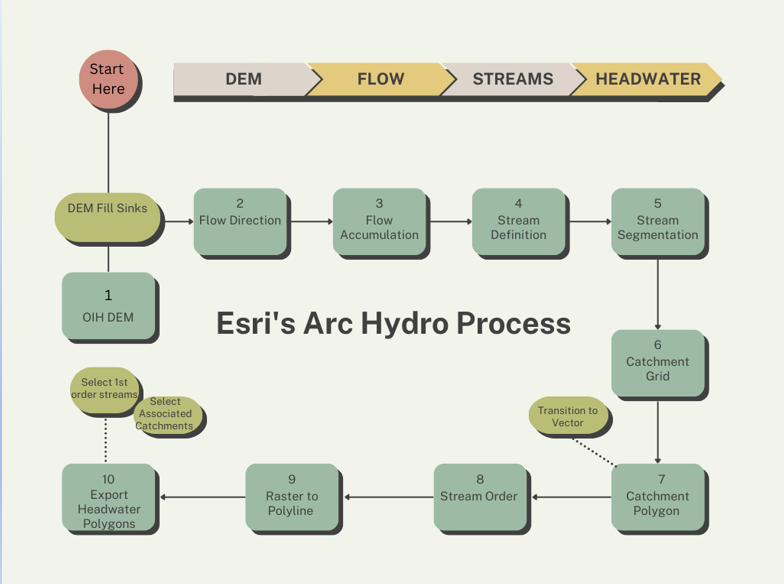 Start
Here
DEM
FLOW
STREAMS
HEADWATER
DEM Fill Sinks
2
Flow Direction
3
Flow
Accumulation
4
Stream
Definition
5
Stream
Segmentation
1
OIH DEM
Esri's Arc Hydro Process
6
Catchment
Grid
Select 1st
order streams
Select
Associated
Catchments
Transition to
Vector
10
Export
Headwater
Polygons
9
Raster to
Polyline
8
Stream Order
7
Catchment
Polygon